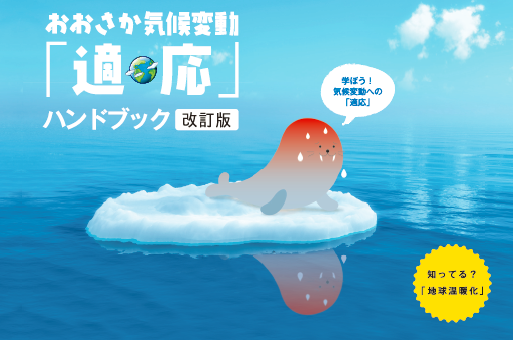 おおさか気候変動
「適応」
ハンドブック 改訂版
学ぼう！
気候変動への
「適応」
知ってる？
「地球温暖化」